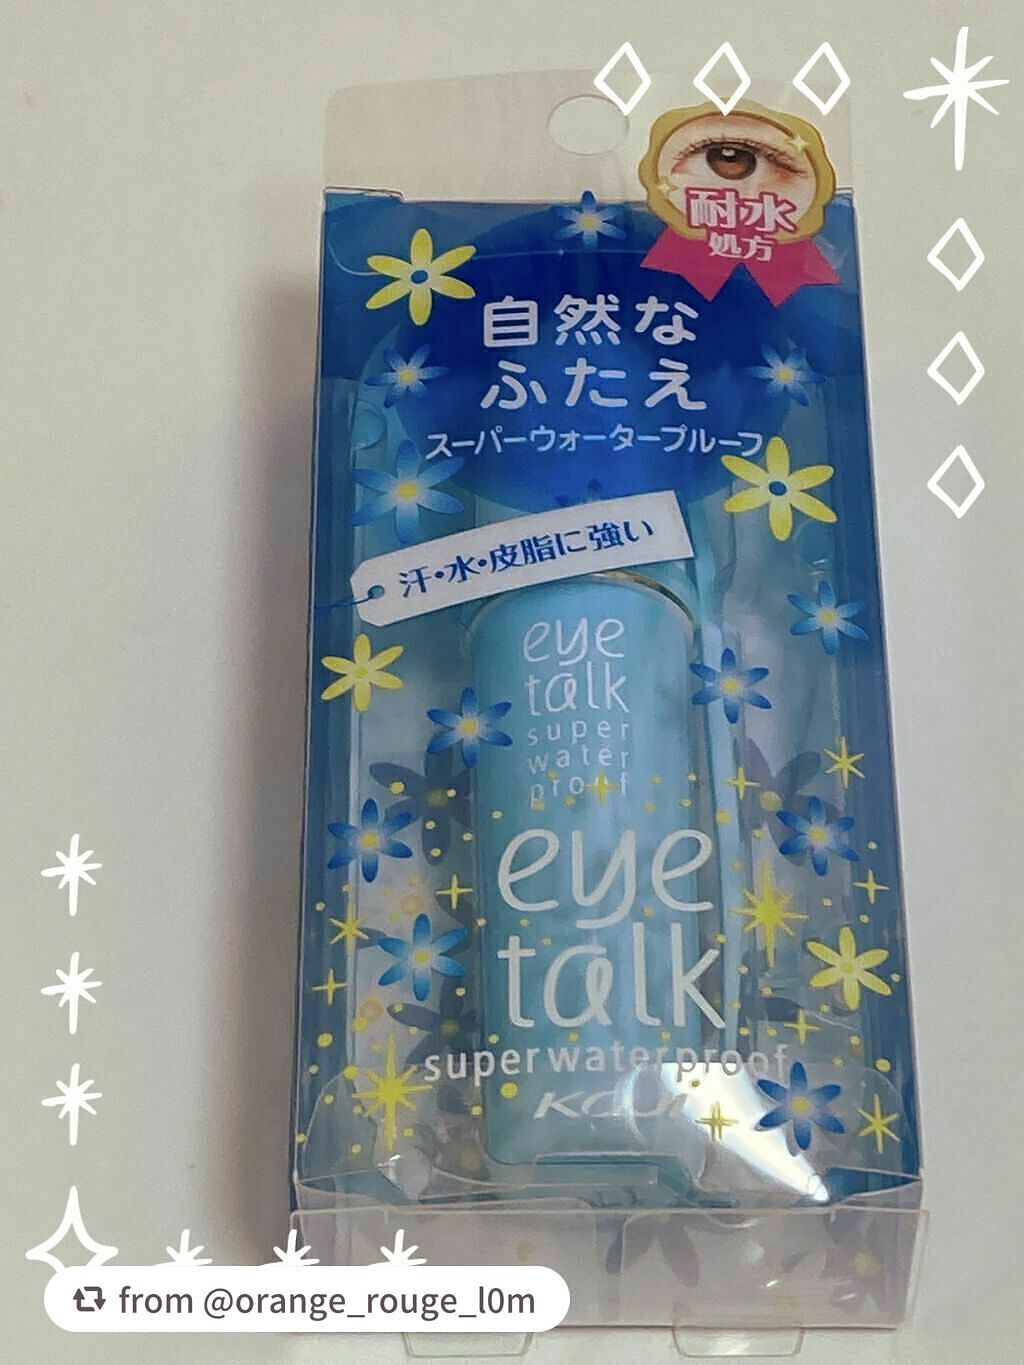 耐水
処方
自然な
ふたえ
スーパーウォータープルーフ
汗・水・皮脂に強い
eye
talk
super
water
proof
eye
talk
super waterproof
KOJI
from @orange_rouge_l0m